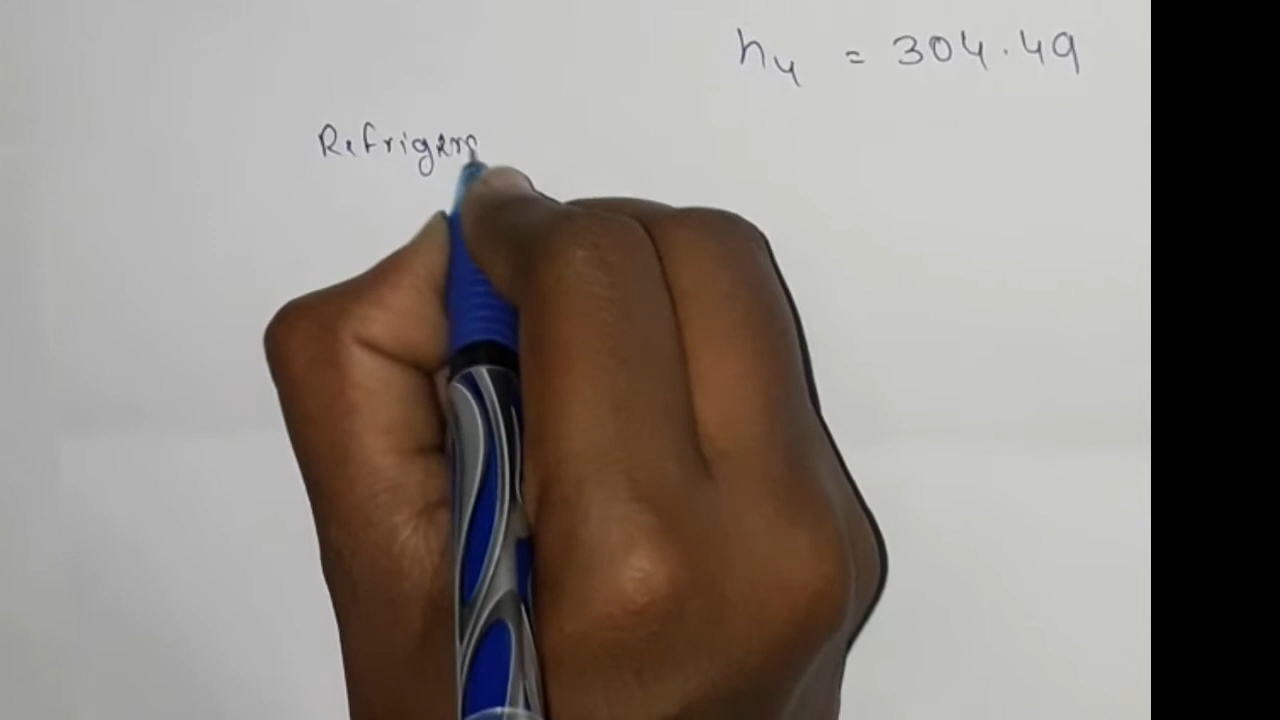 h₄ = 304.49
Refrigera